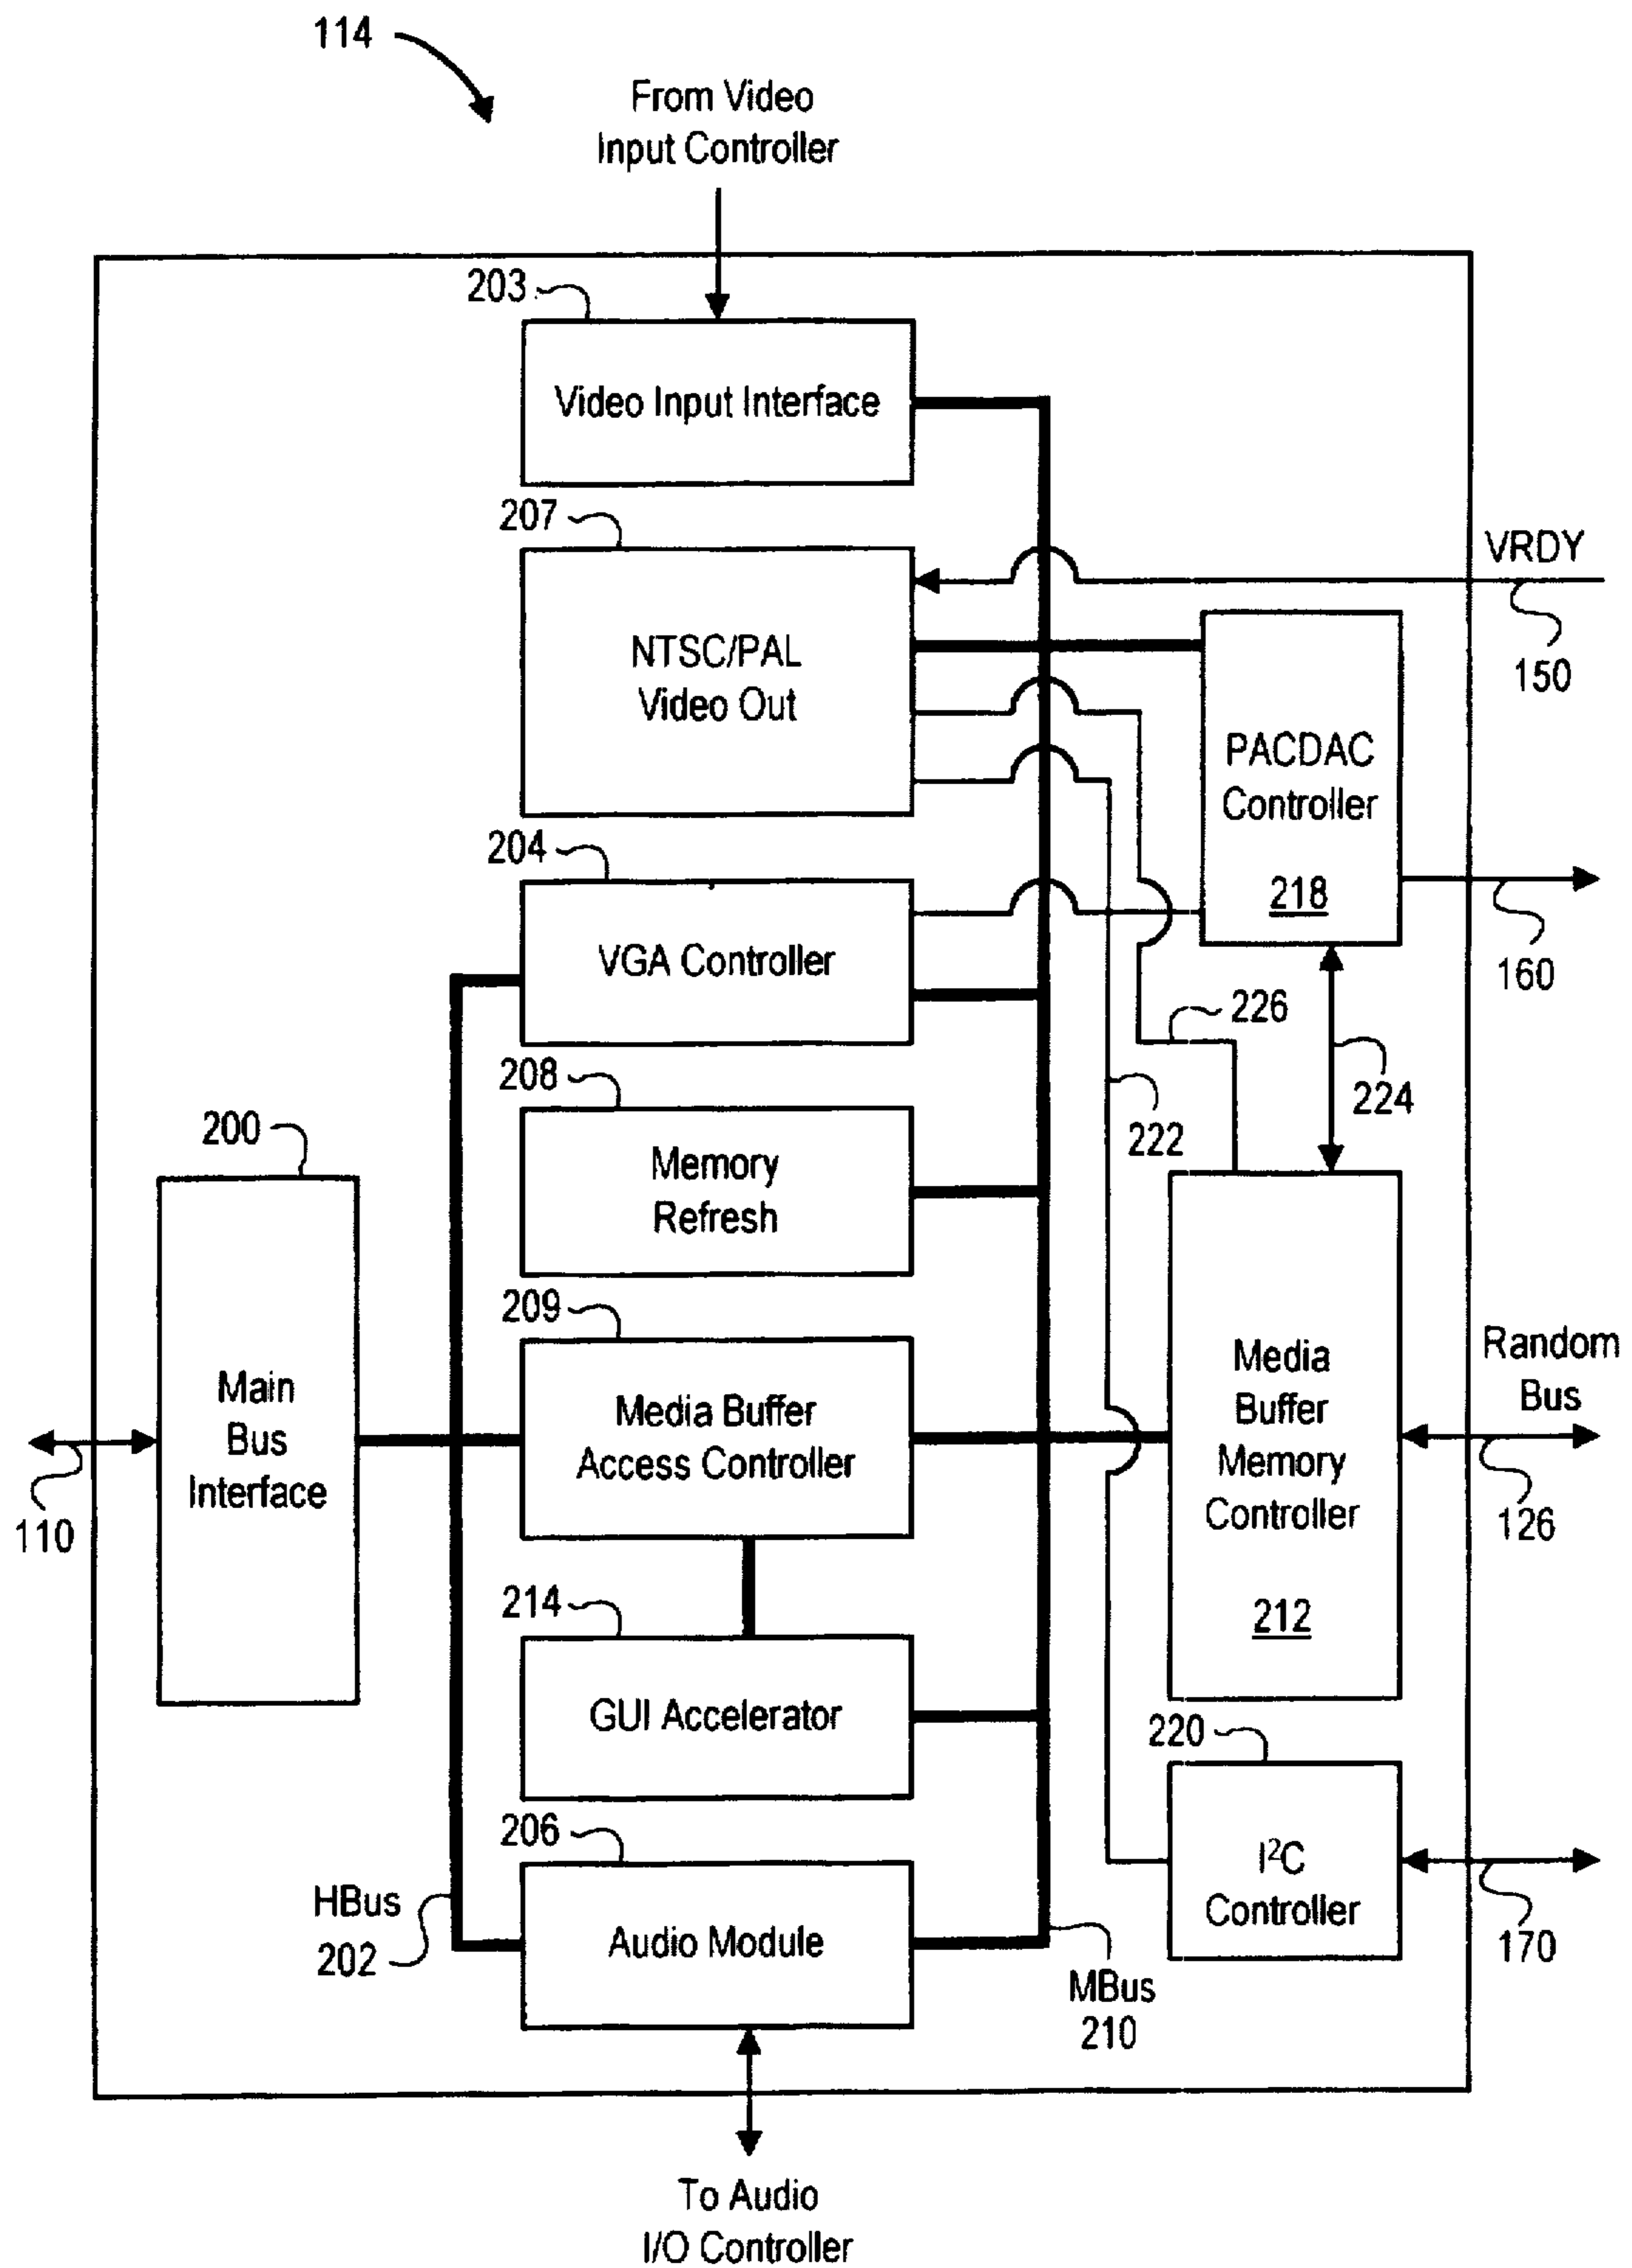 114
From Video
Input Controller
203
Video Input Interface
207
NTSC/PAL
Video Out
VRDY
150
PACDAC
Controller
218
160
204
VGA Controller
226
224
222
208
Memory
Refresh
200
Main
Bus
Interface
110
209
Media Buffer
Access Controller
Media
Buffer
Memory
Controller
212
Random
Bus
126
214
GUI Accelerator
220
I²C
Controller
170
206
Audio Module
HBus
202
MBus
210
To Audio
I/O Controller